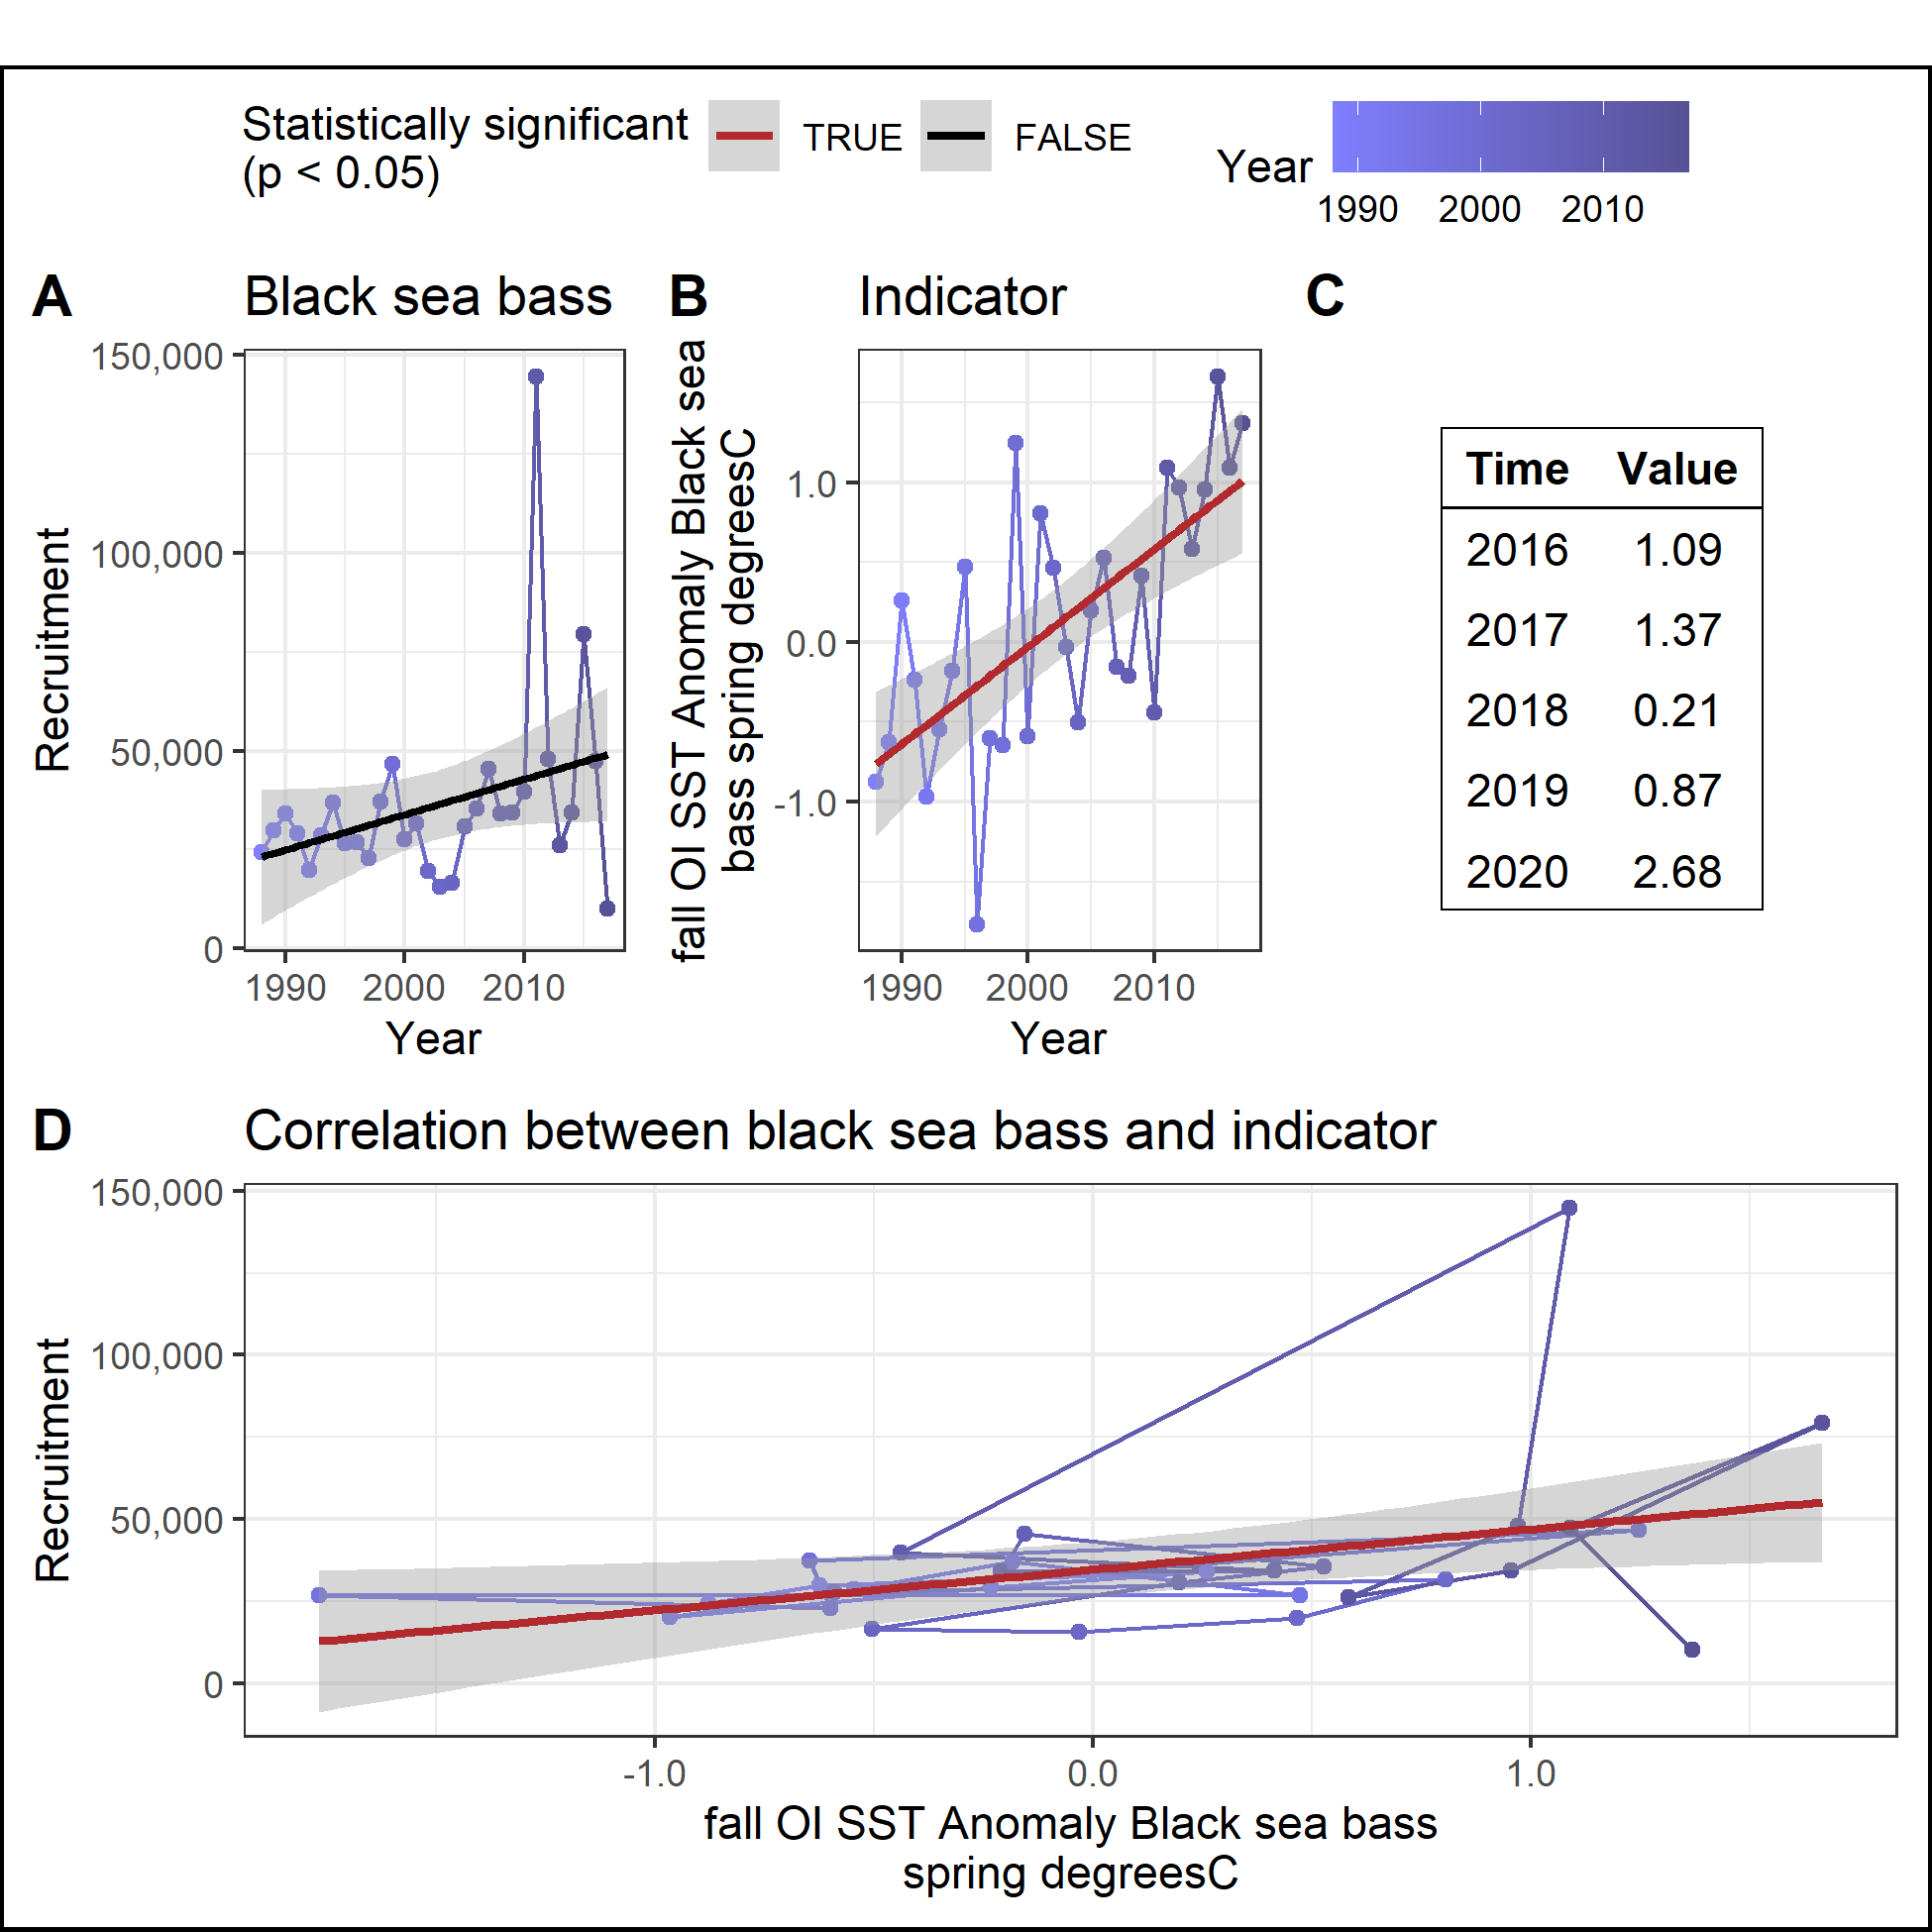 Statistically significant
(p < 0.05)
TRUE
FALSE
Year
1990 2000 2010
A
Black sea bass
Recruitment
150,000
100,000
50,000
0
1990 2000 2010
Year
B
Indicator
fall OI SST Anomaly Black sea
bass spring degreesC
1.0
0.0
-1.0
1990 2000 2010
Year
C
Time Value
2016 1.09
2017 1.37
2018 0.21
2019 0.87
2020 2.68
D
Correlation between black sea bass and indicator
Recruitment
150,000
100,000
50,000
0
-1.0 0.0 1.0
fall OI SST Anomaly Black sea bass
spring degreesC